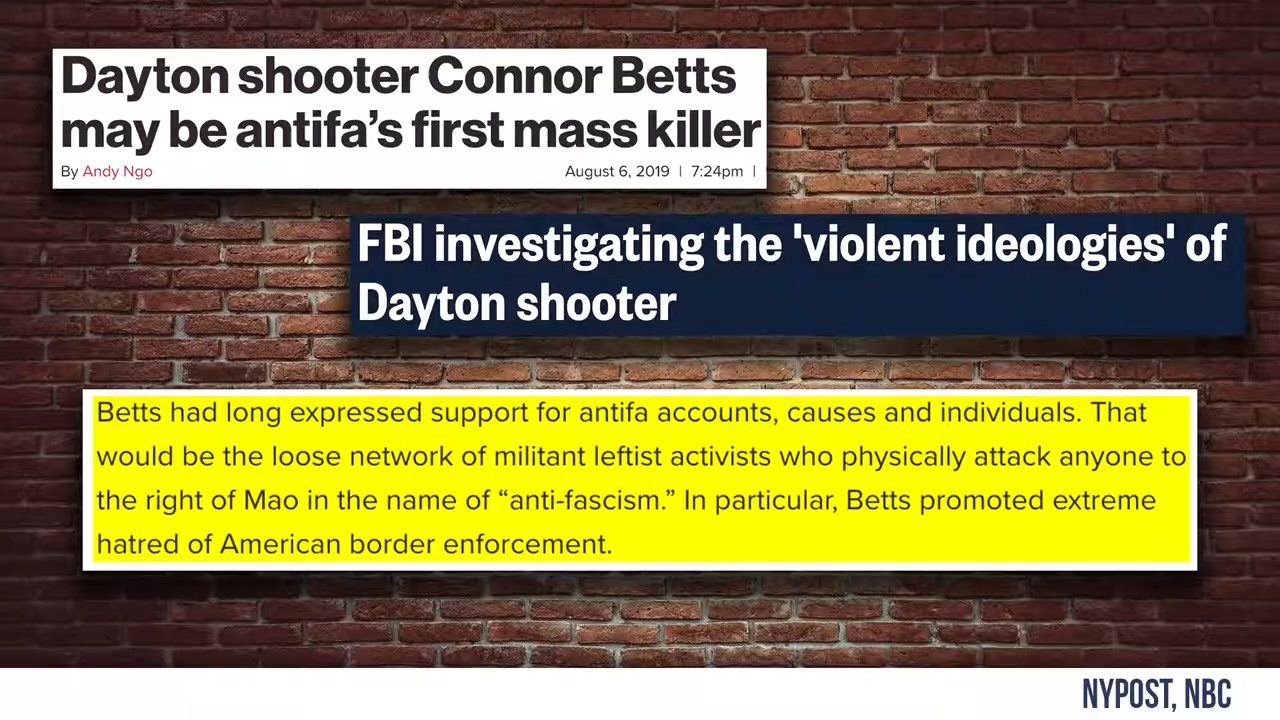 Dayton shooter Connor Betts
may be antifa's first mass killer
By Andy Ngo August 6, 2019 | 7:24pm |
FBI investigating the 'violent ideologies' of
Dayton shooter
Betts had long expressed support for antifa accounts, causes and individuals. That
would be the loose network of militant leftist activists who physically attack anyone to
the right of Mao in the name of “anti-fascism.” In particular, Betts promoted extreme
hatred of American border enforcement.
NYPOST, NBC